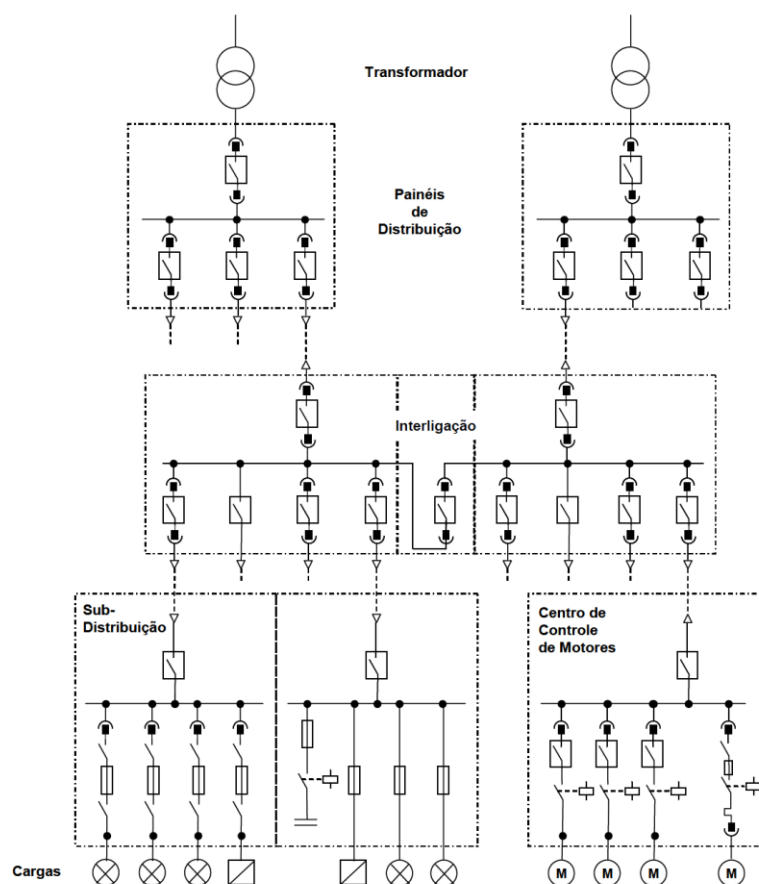 Transformador
Painéis
de
Distribuição
Interligação
Sub-
Distribuição
Centro de
Controle
de Motores
Cargas
M
M
M
M